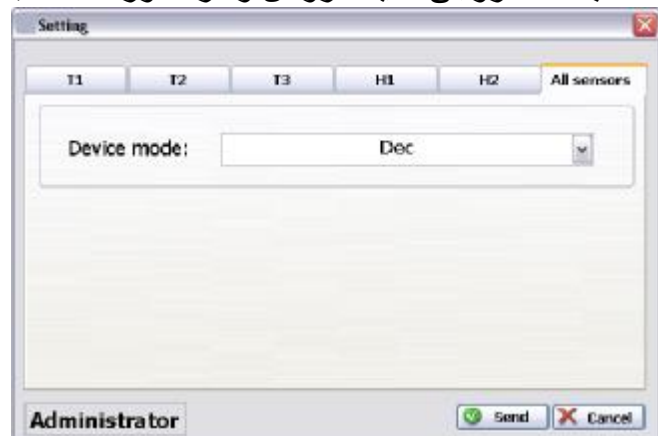 Setting
T1 T2 T3 H1 H2 All sensors
Device mode: Dec
Administrator Send Cancel